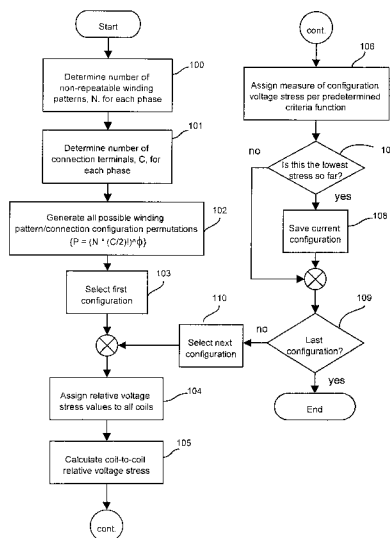 Start
100
Determine number of
non-repeatable winding
patterns, N, for each phase
101
Determine number of
connection terminals, C, for
each phase
Generate all possible winding
pattern/connection configuration permutations
{P = (N * (C/2)!)^ϕ}
102
Select first
configuration
103
110
Select next
configuration
Assign relative voltage
stress values to all coils
104
Calculate coil-to-coil
relative voltage stress
105
cont.
cont.
106
Assign measure of configuration
voltage stress per predetermined
criteria function
no
10
Is this the lowest
stress so far?
yes
108
Save current
configuration
109
no
Last
configuration?
yes
End